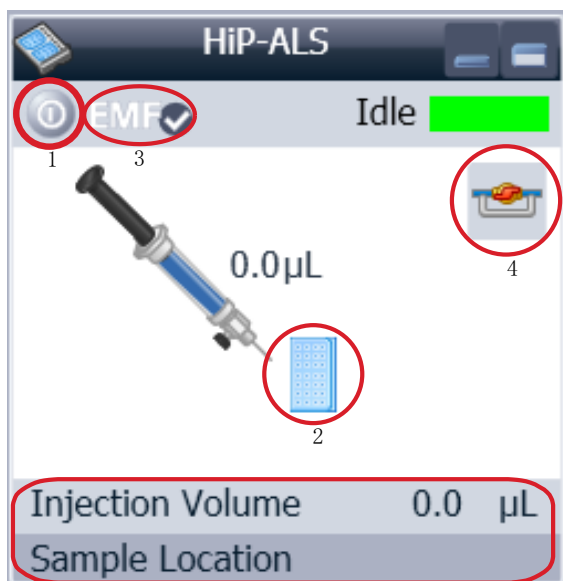 HiP-ALS
EMF Idle
1 3
4
0.0µL
2
Injection Volume 0.0 µL
Sample Location